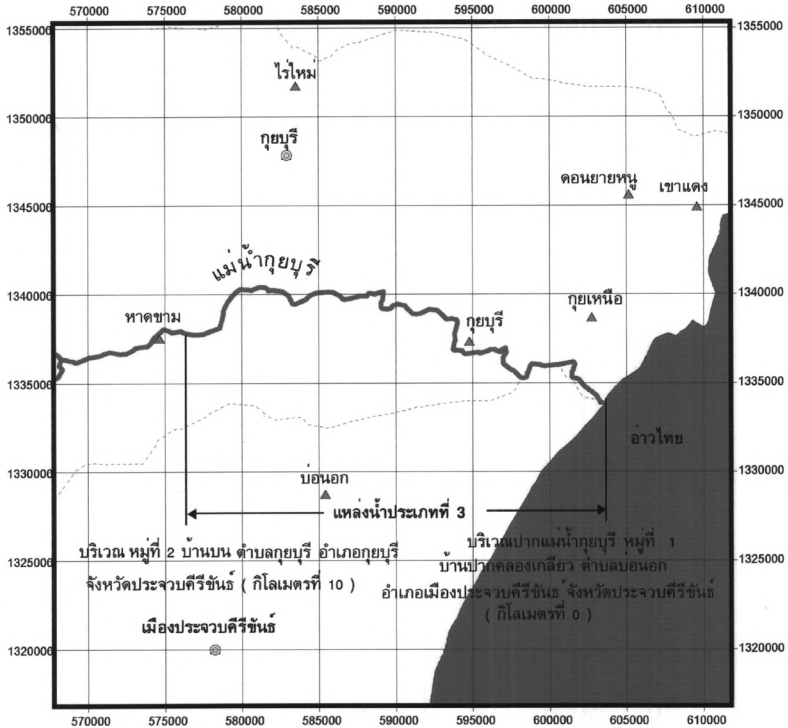 570000 575000 580000 585000 590000 595000 600000 605000 610000
1355000 1355000
ไร่ใหม่
1350000 1350000
กุยบุรี
ดอนยายหนู เขาแดง
1345000 1345000
แม่น้ำกุยบุรี
1340000 1340000
หาดขาม กุยบุรี กุยเหนือ
1335000 1335000
อ่าวไทย
1330000 1330000
บ่อนอก
แหล่งน้ำประเภทที่ 3
บริเวณ หมู่ที่ 2 บ้านบน ตำบลกุยบุรี อำเภอกุยบุรี
จังหวัดประจวบคีรีขันธ์ ( กิโลเมตรที่ 10 )
บริเวณปากแม่น้ำกุยบุรี หมู่ที่ 1
บ้านปากคลองเกลียว ตำบลบ่อนอก
อำเภอเมืองประจวบคีรีขันธ์ จังหวัดประจวบคีรีขันธ์
( กิโลเมตรที่ 0 )
1325000 1325000
เมืองประจวบคีรีขันธ์
1320000 1320000
570000 575000 580000 585000 590000 595000 600000 605000 610000